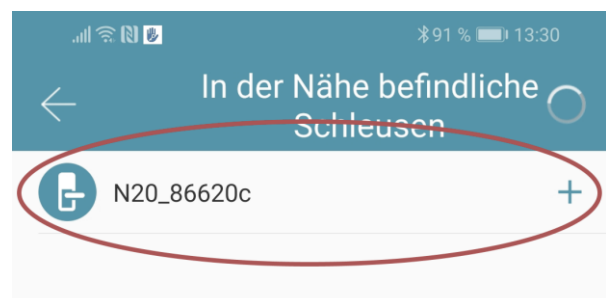 91 % 13:30
In der Nähe befindliche
Schleusen
N20_86620c